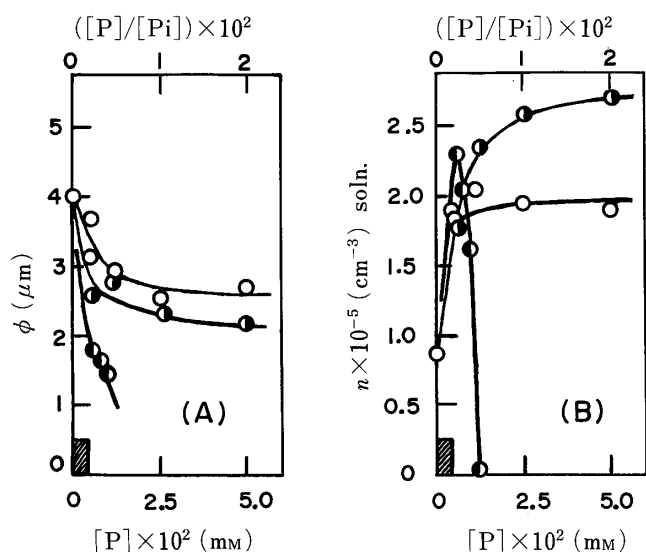 ([P]/[Pi])×10²
0 1 2
5
4
3
2
1
0
φ (μm)
(A)
0 2.5 5.0
[P]×10² (mM)
([P]/[Pi])×10²
0 1 2
2.5
2.0
1.5
1.0
0.5
0
n×10⁻⁵ (cm⁻³) soln.
(B)
0 2.5 5.0
[P]×10² (mM)